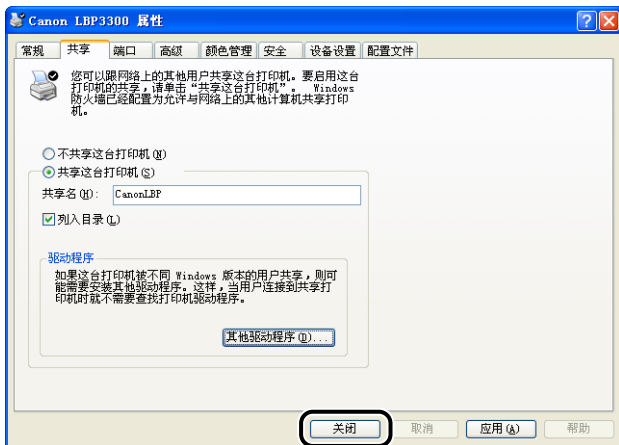 Canon LBP3300 属性
常规 共享 端口 高级 颜色管理 安全 设备设置 配置文件
您可以跟网络上的其他用户共享这台打印机。要启用这台
打印机的共享，请单击“共享这台打印机”。 Windows
防火墙已经配置为允许与网络上的其他计算机共享打印
机。
不共享这台打印机(N)
共享这台打印机(S)
共享名(H): CanonLBP
列入目录(L)
驱动程序
如果这台打印机被不同 Windows 版本的用户共享，则可
能需要安装其他驱动程序。这样，当用户连接到共享打
印机时就不需要查找打印机驱动程序。
其他驱动程序(D)...
关闭 取消 应用(A) 帮助